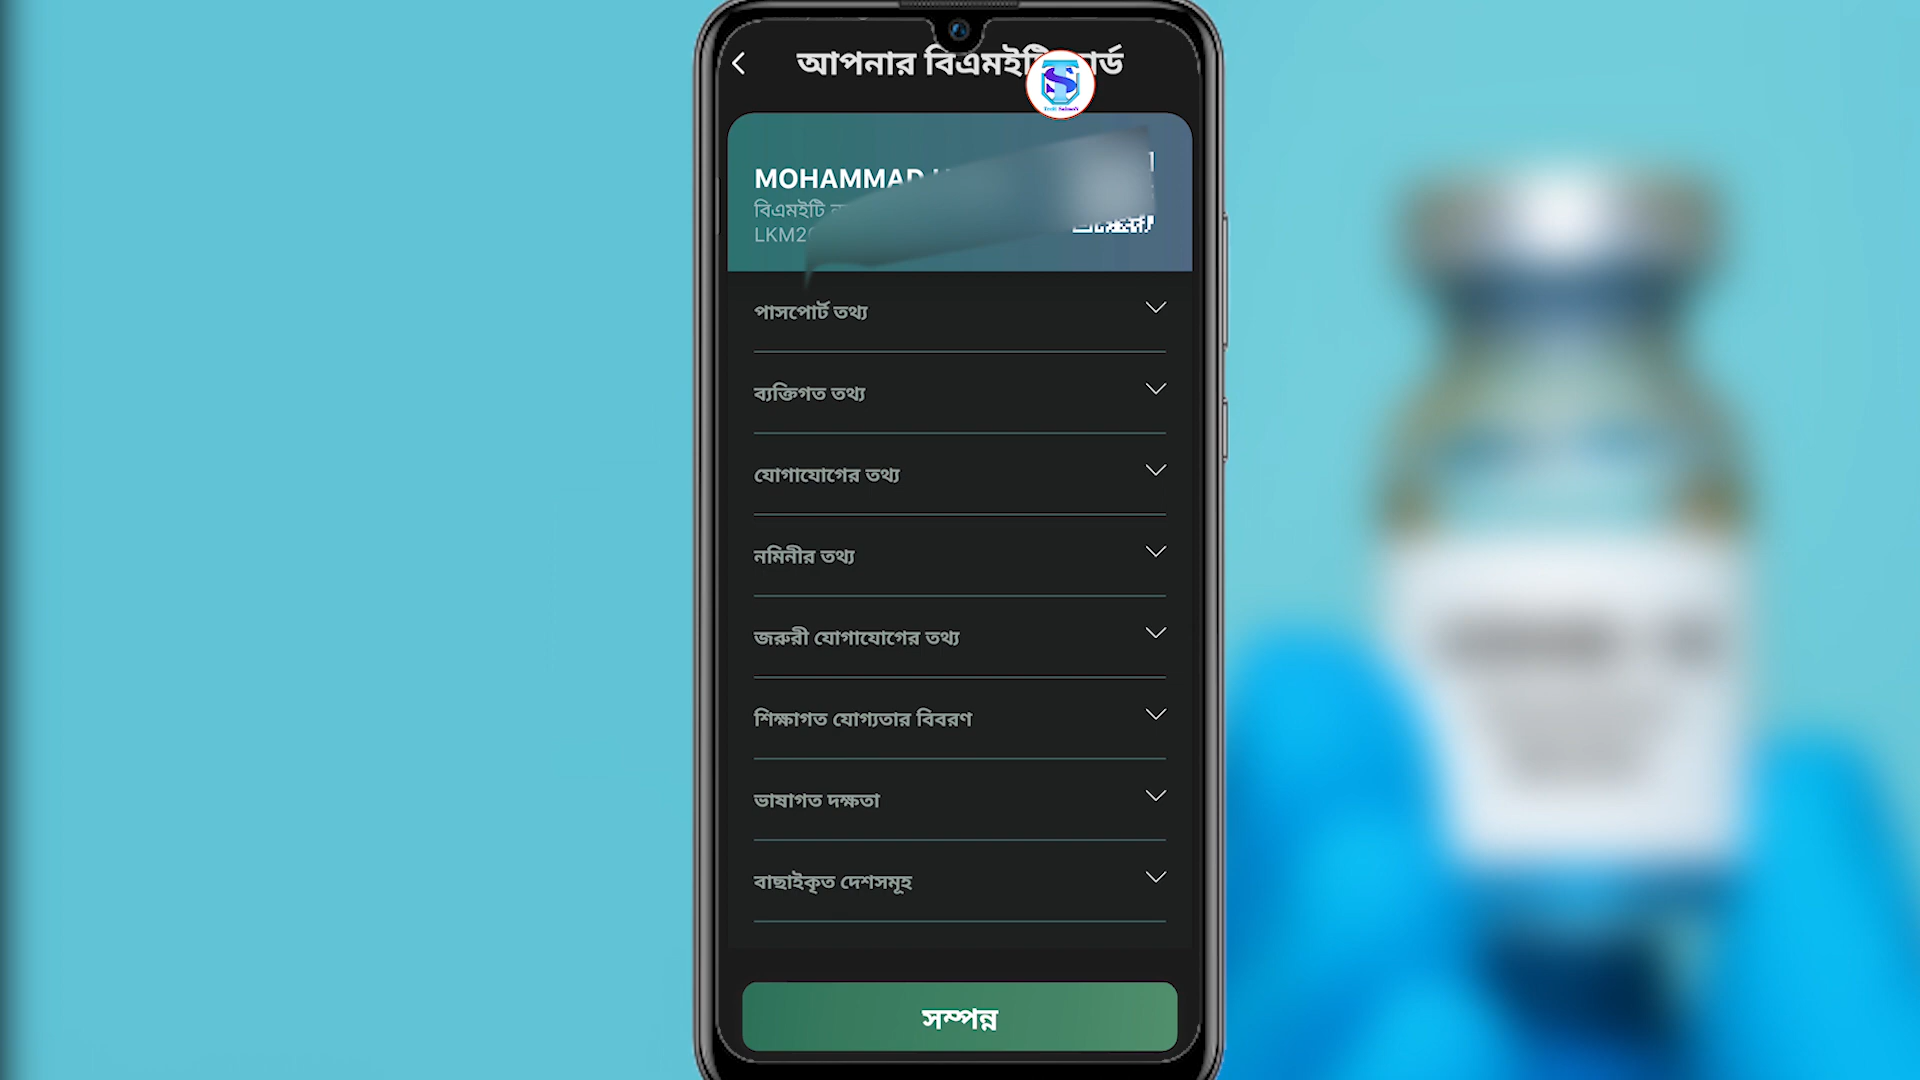 আপনার বিএমইটি
MOHAMMAD
বিএমইটি
LKM2
পাসপোর্ট তথ্য
ব্যক্তিগত তথ্য
যোগাযোগের তথ্য
নমিনীর তথ্য
জরুরী যোগাযোগের তথ্য
শিক্ষাগত যোগ্যতার বিবরণ
ভাষাগত দক্ষতা
বাছাইকৃত দেশসমূহ
সম্পন্ন